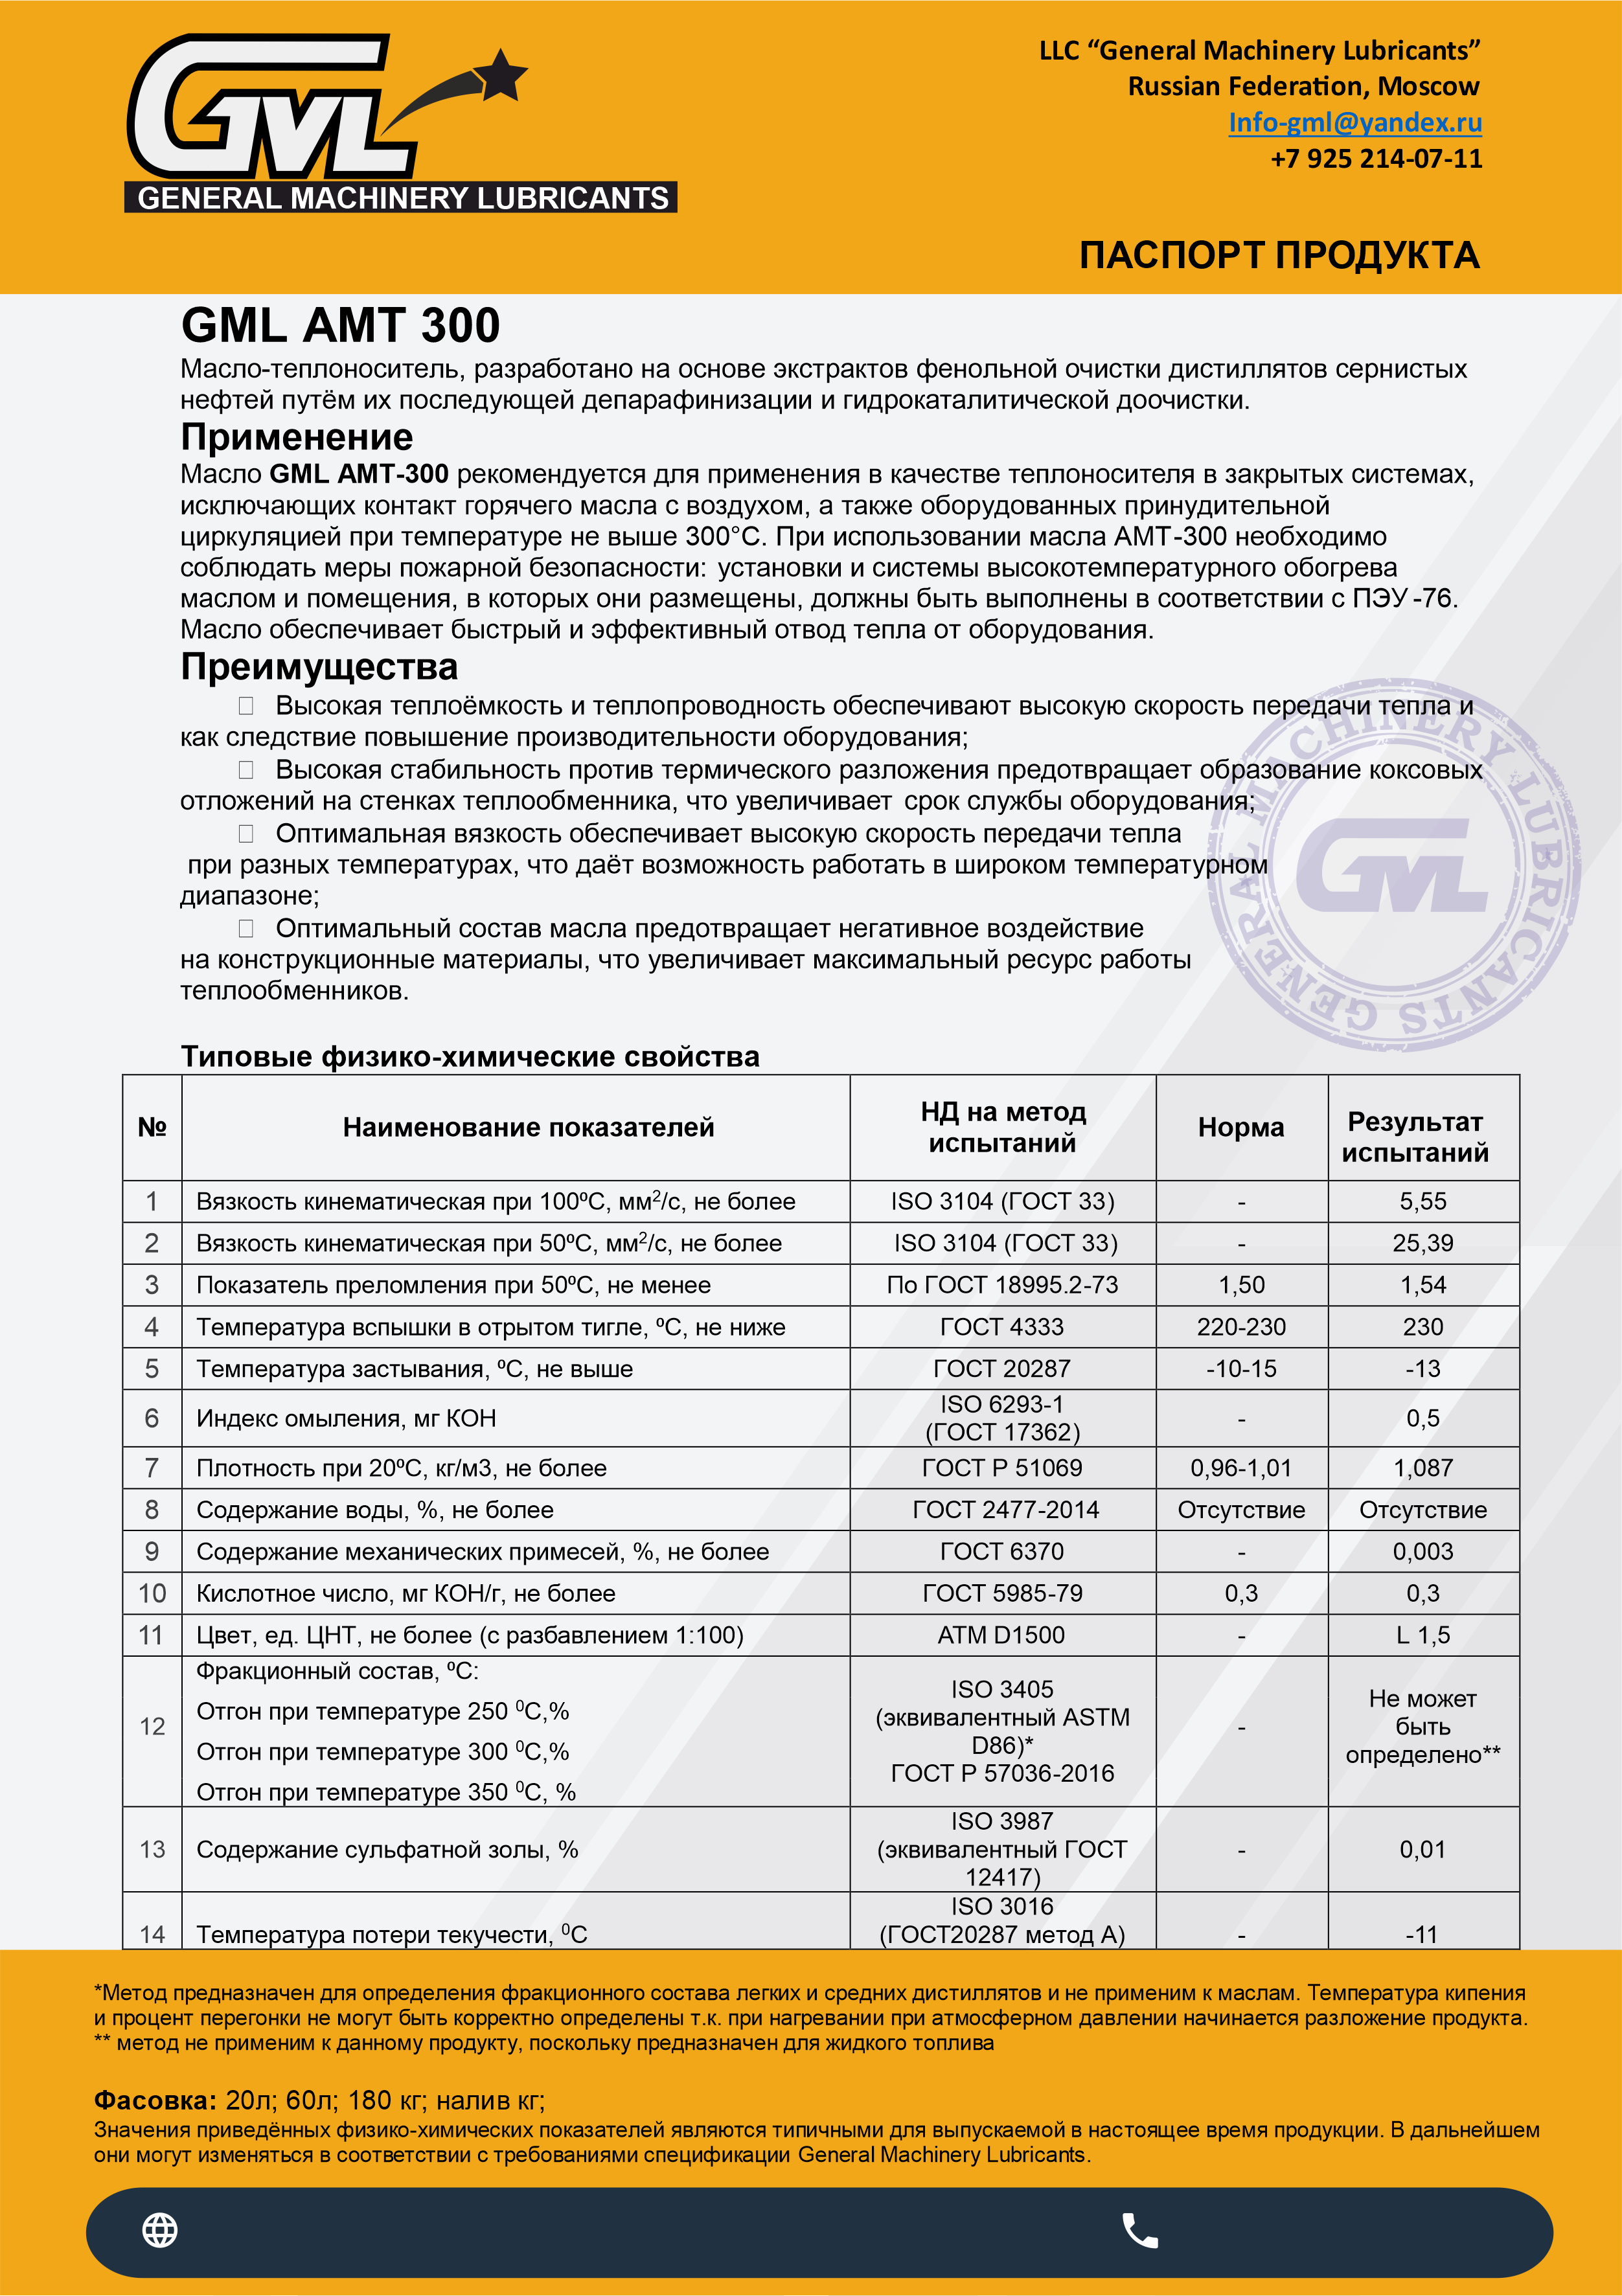 GML
GENERAL MACHINERY LUBRICANTS
LLC “General Machinery Lubricants”
Russian Federation, Moscow
Info-gml@yandex.ru
+7 925 214-07-11
ПАСПОРТ ПРОДУКТА
GML АМТ 300
Масло-теплоноситель, разработано на основе экстрактов фенольной очистки дистиллятов сернистых
нефтей путём их последующей депарафинизации и гидрокаталитической доочистки.
Применение
Масло GML АМТ-300 рекомендуется для применения в качестве теплоносителя в закрытых системах,
исключающих контакт горячего масла с воздухом, а также оборудованных принудительной
циркуляцией при температуре не выше 300°С. При использовании масла АМТ-300 необходимо
соблюдать меры пожарной безопасности: установки и системы высокотемпературного обогрева
маслом и помещения, в которых они размещены, должны быть выполнены в соответствии с ПЭУ -76.
Масло обеспечивает быстрый и эффективный отвод тепла от оборудования.
Преимущества
Высокая теплоёмкость и теплопроводность обеспечивают высокую скорость передачи тепла и
как следствие повышение производительности оборудования;
Высокая стабильность против термического разложения предотвращает образование коксовых
отложений на стенках теплообменника, что увеличивает срок службы оборудования;
Оптимальная вязкость обеспечивает высокую скорость передачи тепла
при разных температурах, что даёт возможность работать в широком температурном
диапазоне;
Оптимальный состав масла предотвращает негативное воздействие
на конструкционные материалы, что увеличивает максимальный ресурс работы
теплообменников.
GENERAL MACHINERY LUBRICANTS
GML
Типовые физико-химические свойства
№ Наименование показателей НД на метод испытаний Норма Результат испытаний
1 Вязкость кинематическая при 100ºС, мм²/с, не более ISO 3104 (ГОСТ 33) - 5,55
2 Вязкость кинематическая при 50ºС, мм²/с, не более ISO 3104 (ГОСТ 33) - 25,39
3 Показатель преломления при 50ºС, не менее По ГОСТ 18995.2-73 1,50 1,54
4 Температура вспышки в отрытом тигле, ºС, не ниже ГОСТ 4333 220-230 230
5 Температура застывания, ºС, не выше ГОСТ 20287 -10-15 -13
6 Индекс омыления, мг КОН ISO 6293-1 (ГОСТ 17362) - 0,5
7 Плотность при 20ºС, кг/м3, не более ГОСТ Р 51069 0,96-1,01 1,087
8 Содержание воды, %, не более ГОСТ 2477-2014 Отсутствие Отсутствие
9 Содержание механических примесей, %, не более ГОСТ 6370 - 0,003
10 Кислотное число, мг КОН/г, не более ГОСТ 5985-79 0,3 0,3
11 Цвет, ед. ЦНТ, не более (с разбавлением 1:100) АТМ D1500 - L 1,5
12 Фракционный состав, ºС:
Отгон при температуре 250 ⁰С,%
Отгон при температуре 300 ⁰С,%
Отгон при температуре 350 ⁰С, %
ISO 3405
(эквивалентный ASTM
D86)*
ГОСТ Р 57036-2016
-
Не может
быть
определено**
13 Содержание сульфатной золы, % ISO 3987 (эквивалентный ГОСТ 12417) - 0,01
14 Температура потери текучести, ⁰С ISO 3016 (ГОСТ20287 метод А) - -11
*Метод предназначен для определения фракционного состава легких и средних дистиллятов и не применим к маслам. Температура кипения
и процент перегонки не могут быть корректно определены т.к. при нагревании при атмосферном давлении начинается разложение продукта.
** метод не применим к данному продукту, поскольку предназначен для жидкого топлива
Фасовка: 20л; 60л; 180 кг; налив кг;
Значения приведённых физико-химических показателей являются типичными для выпускаемой в настоящее время продукции. В дальнейшем
они могут изменяться в соответствии с требованиями спецификации General Machinery Lubricants.